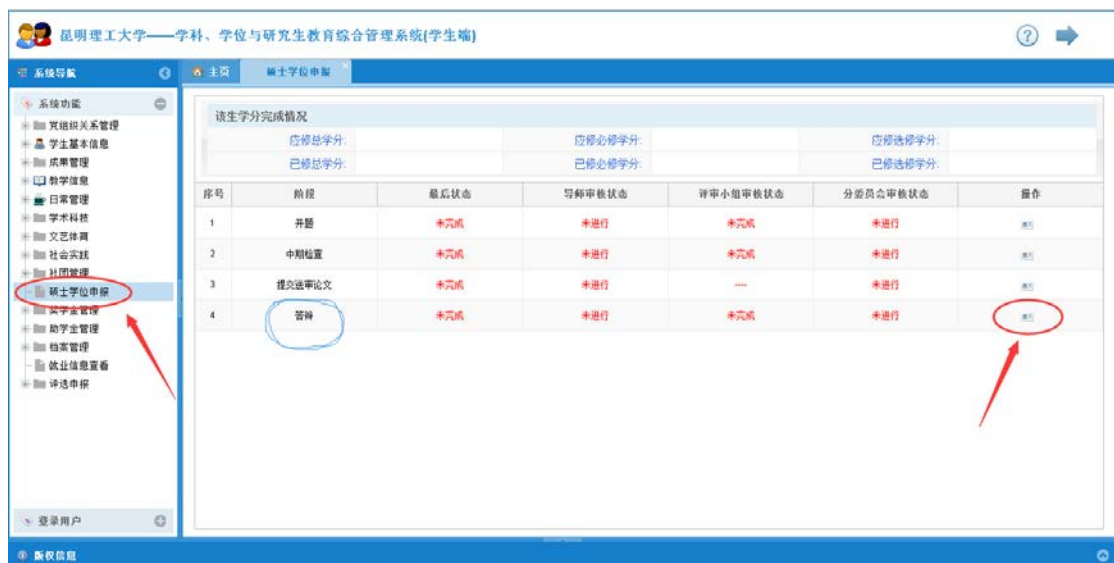 昆明理工大学——学科、学位与研究生教育综合管理系统(学生端)
系统导航
主页 硕士学位申报
系统功能
党组织关系管理
学生基本信息
成果管理
教学信息
日常管理
学术科技
文艺体育
社会实践
社团管理
硕士学位申报
奖学金管理
助学金管理
档案管理
就业信息查看
评选申报
登录用户
版权信息
该生学分完成情况
应修总学分: 应修必修学分: 应修选修学分:
已修总学分: 已修必修学分: 已修选修学分:
序号 阶段 最后状态 导师审核状态 评审小组审核状态 分委员会审核状态 操作
1 开题 未完成 未进行 未完成 未进行
2 中期检查 未完成 未进行 未完成 未进行
3 提交送审论文 未完成 未进行 ---- 未进行
4 答辩 未完成 未进行 未完成 未进行